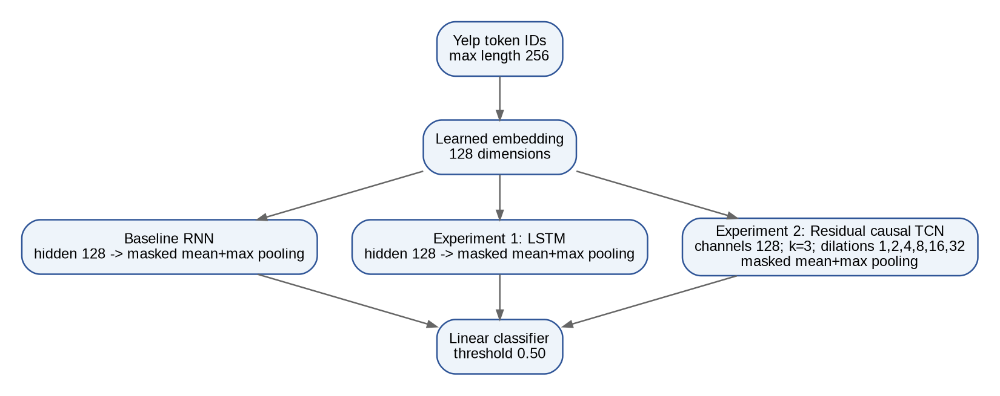 Yelp token IDs
max length 256
Learned embedding
128 dimensions
Baseline RNN
hidden 128 -> masked mean+max pooling
Experiment 1: LSTM
hidden 128 -> masked mean+max pooling
Experiment 2: Residual causal TCN
channels 128; k=3; dilations 1,2,4,8,16,32
masked mean+max pooling
Linear classifier
threshold 0.50